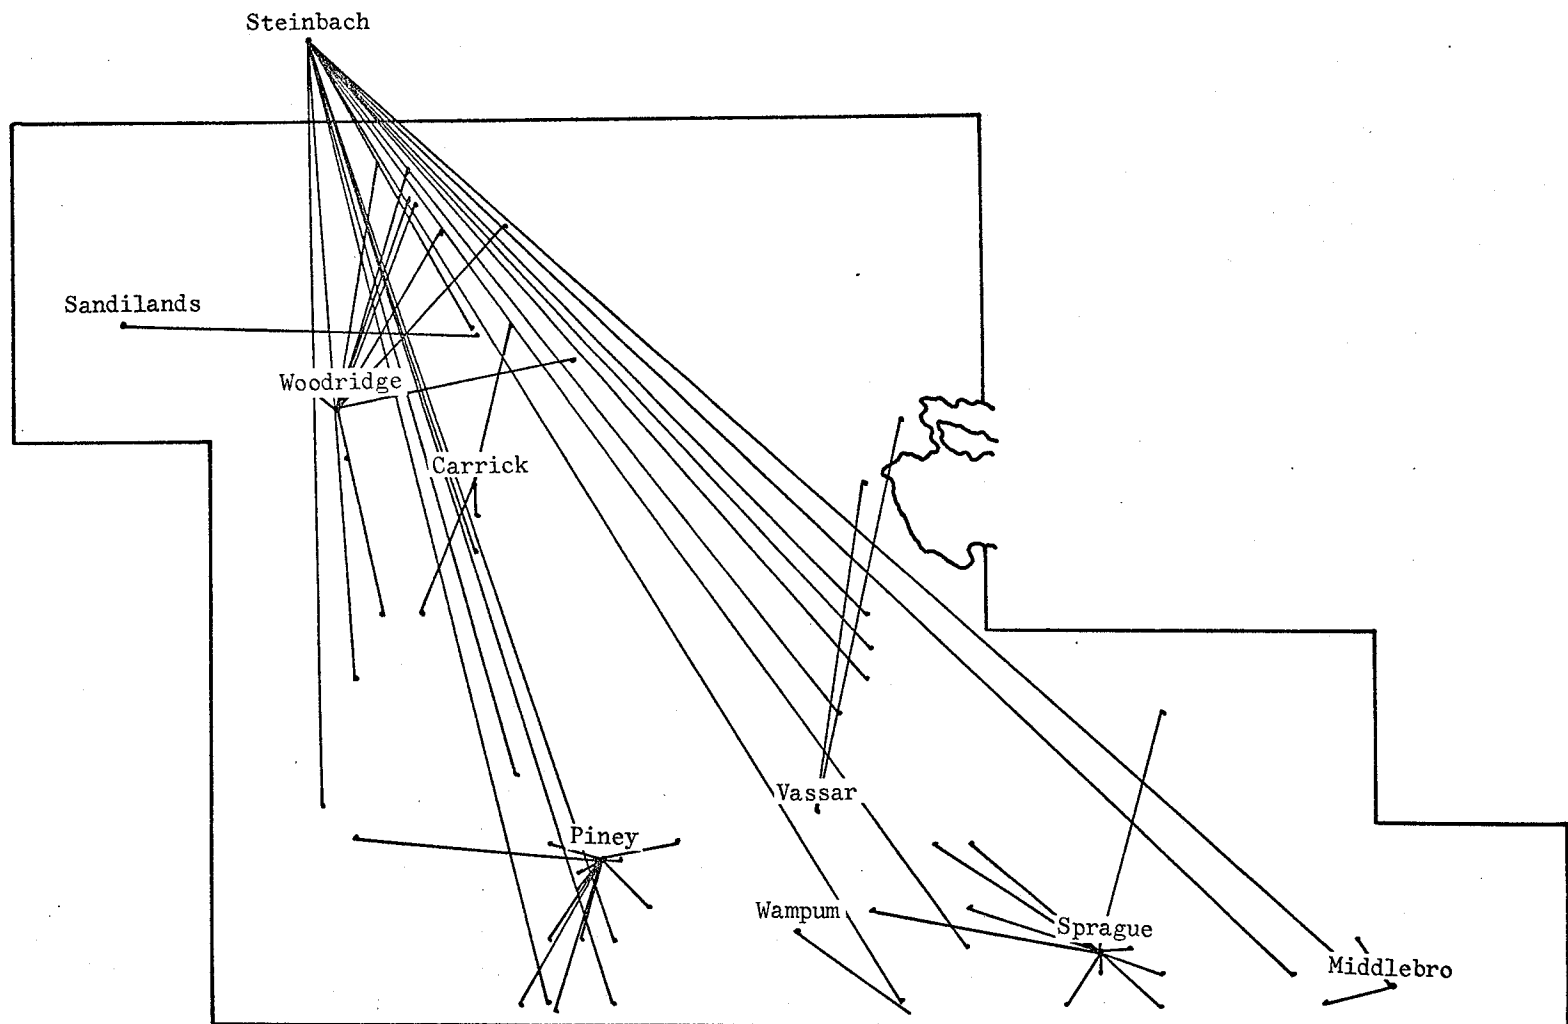 Steinbach
Sandilands
Woodridge
Carrick
Vassar
Piney
Wampum
Sprague
Middlebro